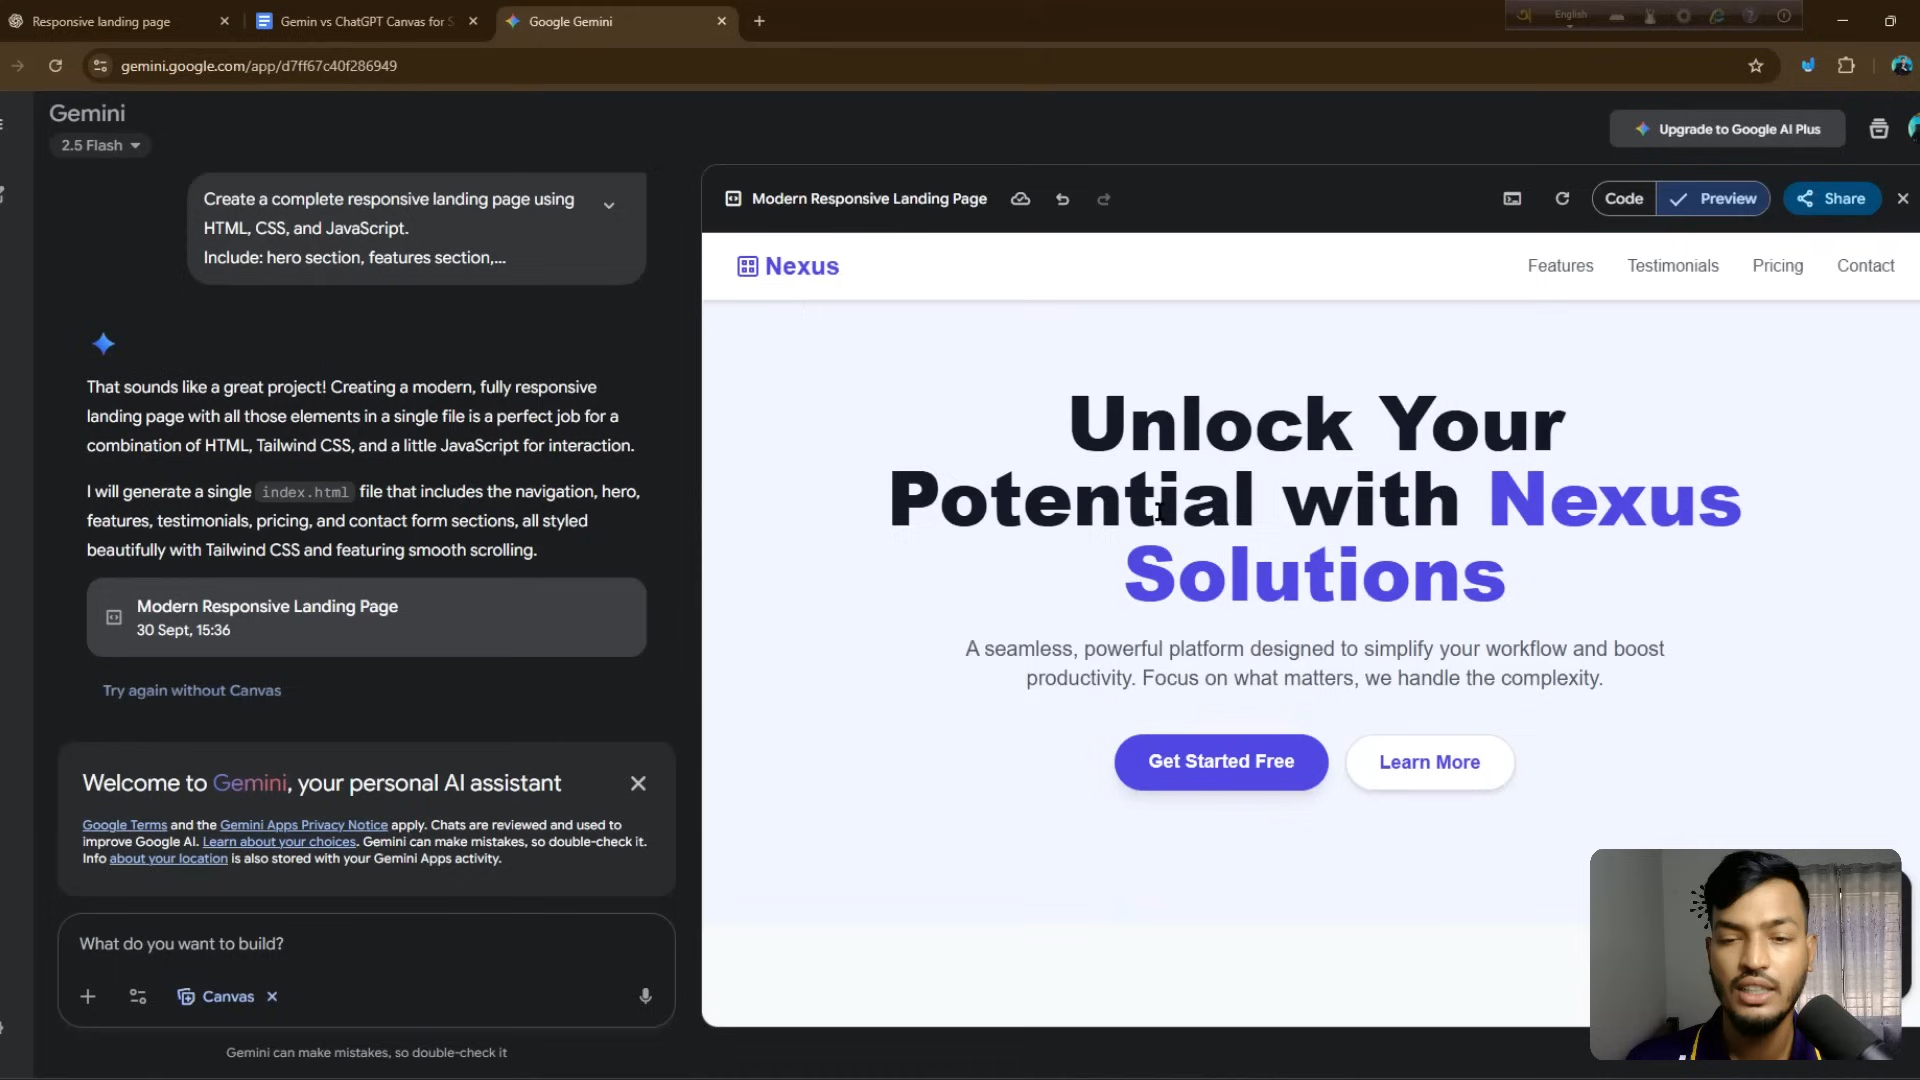 Responsive landing page
Gemin vs ChatGPT Canvas for S
Google Gemini
English
gemini.google.com/app/d7ff67c40f286949
Gemini
2.5 Flash
Upgrade to Google AI Plus
Create a complete responsive landing page using
HTML, CSS, and JavaScript.
Include: hero section, features section,...
That sounds like a great project! Creating a modern, fully responsive
landing page with all those elements in a single file is a perfect job for a
combination of HTML, Tailwind CSS, and a little JavaScript for interaction.
I will generate a single index.html file that includes the navigation, hero,
features, testimonials, pricing, and contact form sections, all styled
beautifully with Tailwind CSS and featuring smooth scrolling.
Modern Responsive Landing Page
30 Sept, 15:36
Try again without Canvas
Welcome to Gemini, your personal AI assistant
Google Terms and the Gemini Apps Privacy Notice apply. Chats are reviewed and used to
improve Google AI. Learn about your choices. Gemini can make mistakes, so double-check it.
Info about your location is also stored with your Gemini Apps activity.
What do you want to build?
Canvas
Gemini can make mistakes, so double-check it
Modern Responsive Landing Page
Code
Preview
Share
Nexus
Features
Testimonials
Pricing
Contact
Unlock Your
Potential with Nexus
Solutions
A seamless, powerful platform designed to simplify your workflow and boost
productivity. Focus on what matters, we handle the complexity.
Get Started Free
Learn More